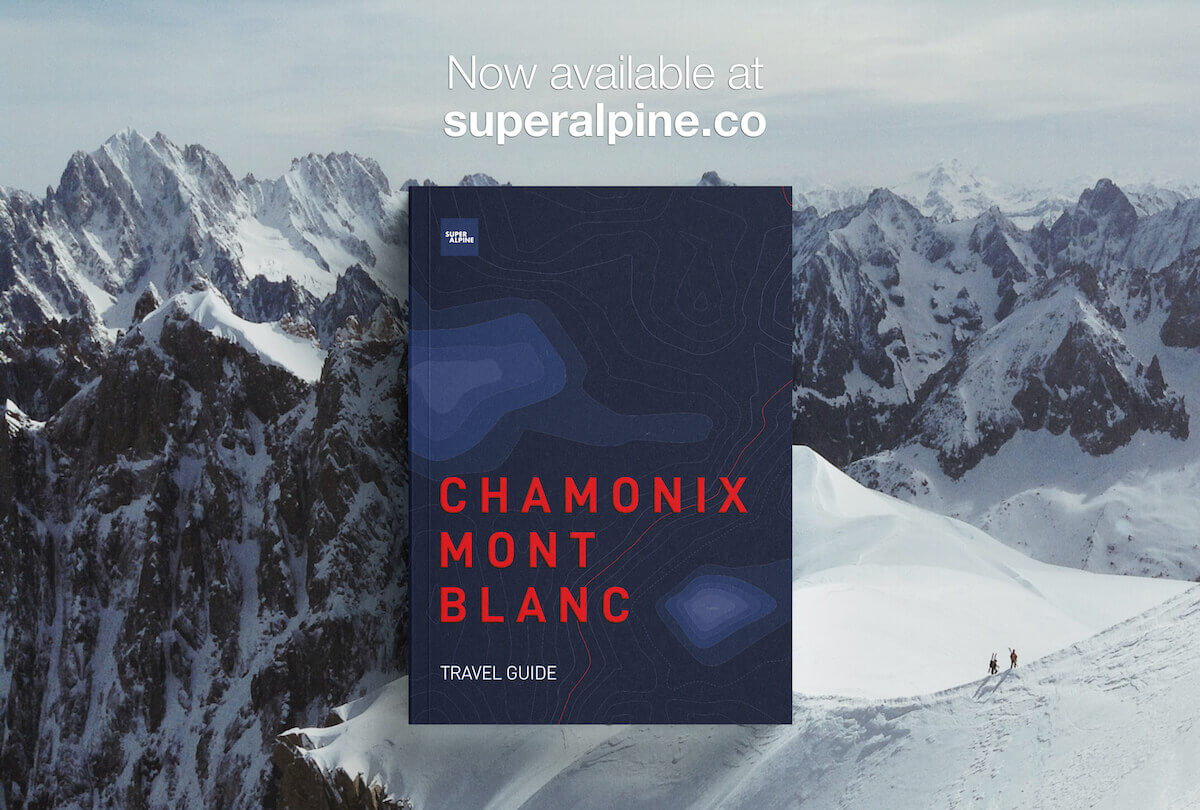 Now available at
superalpine.co
SUPER
ALPINE
CHAMONIX
MONT
BLANC
TRAVEL GUIDE